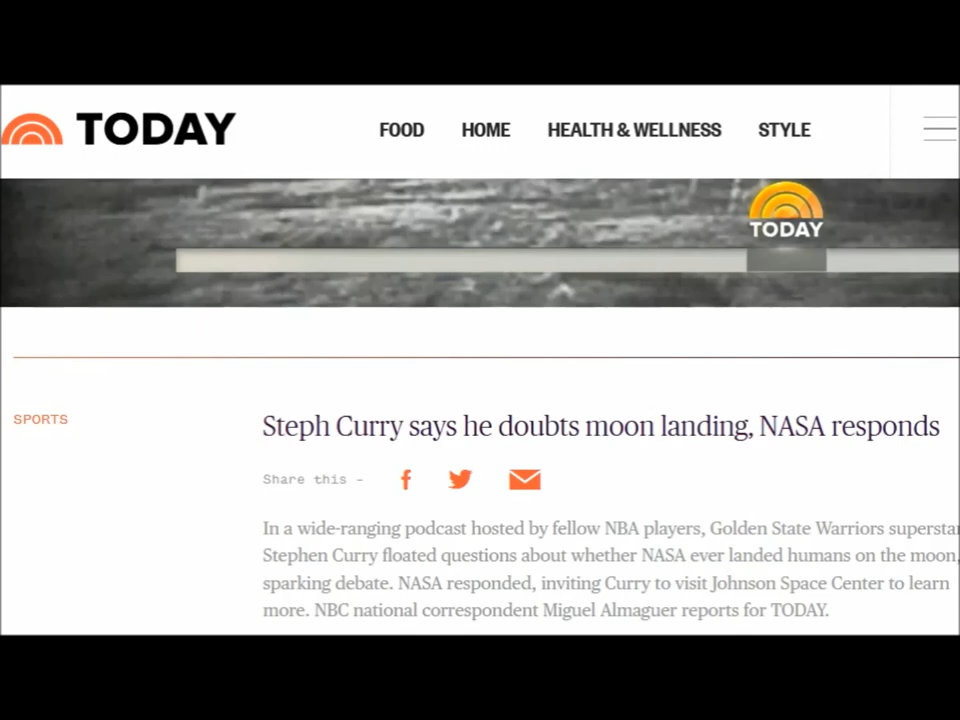 TODAY
FOOD HOME HEALTH & WELLNESS STYLE
TODAY
SPORTS
Steph Curry says he doubts moon landing, NASA responds
Share this -
In a wide-ranging podcast hosted by fellow NBA players, Golden State Warriors superstar
Stephen Curry floated questions about whether NASA ever landed humans on the moon,
sparking debate. NASA responded, inviting Curry to visit Johnson Space Center to learn
more. NBC national correspondent Miguel Almaguer reports for TODAY.